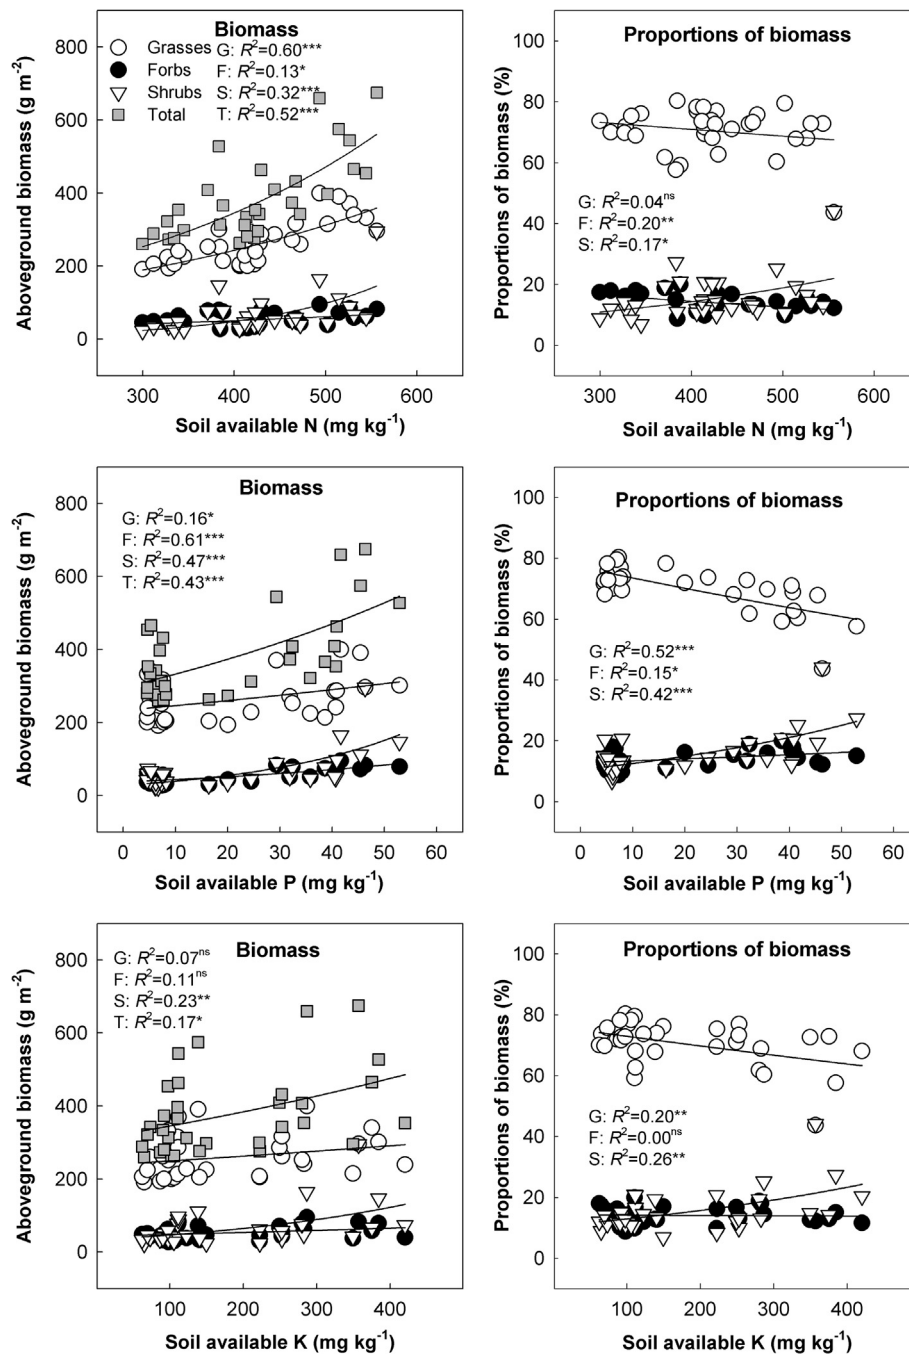 Biomass
Grasses G: R²=0.60***
Forbs F: R²=0.13*
Shrubs S: R²=0.32***
Total T: R²=0.52***
Aboveground biomass (g m⁻²)
800
600
400
200
0
300 400 500 600
Soil available N (mg kg⁻¹)
Proportions of biomass
Proportions of biomass (%)
100
80
60
40
20
0
G: R²=0.04ⁿˢ
F: R²=0.20**
S: R²=0.17*
300 400 500 600
Soil available N (mg kg⁻¹)
Biomass
G: R²=0.16*
F: R²=0.61***
S: R²=0.47***
T: R²=0.43***
Aboveground biomass (g m⁻²)
800
600
400
200
0
0 10 20 30 40 50 60
Soil available P (mg kg⁻¹)
Proportions of biomass
Proportions of biomass (%)
100
80
60
40
20
0
G: R²=0.52***
F: R²=0.15*
S: R²=0.42***
0 10 20 30 40 50 60
Soil available P (mg kg⁻¹)
Biomass
G: R²=0.07ⁿˢ
F: R²=0.11ⁿˢ
S: R²=0.23**
T: R²=0.17*
Aboveground biomass (g m⁻²)
800
600
400
200
0
100 200 300 400
Soil available K (mg kg⁻¹)
Proportions of biomass
Proportions of biomass (%)
100
80
60
40
20
0
G: R²=0.20**
F: R²=0.00ⁿˢ
S: R²=0.26**
100 200 300 400
Soil available K (mg kg⁻¹)